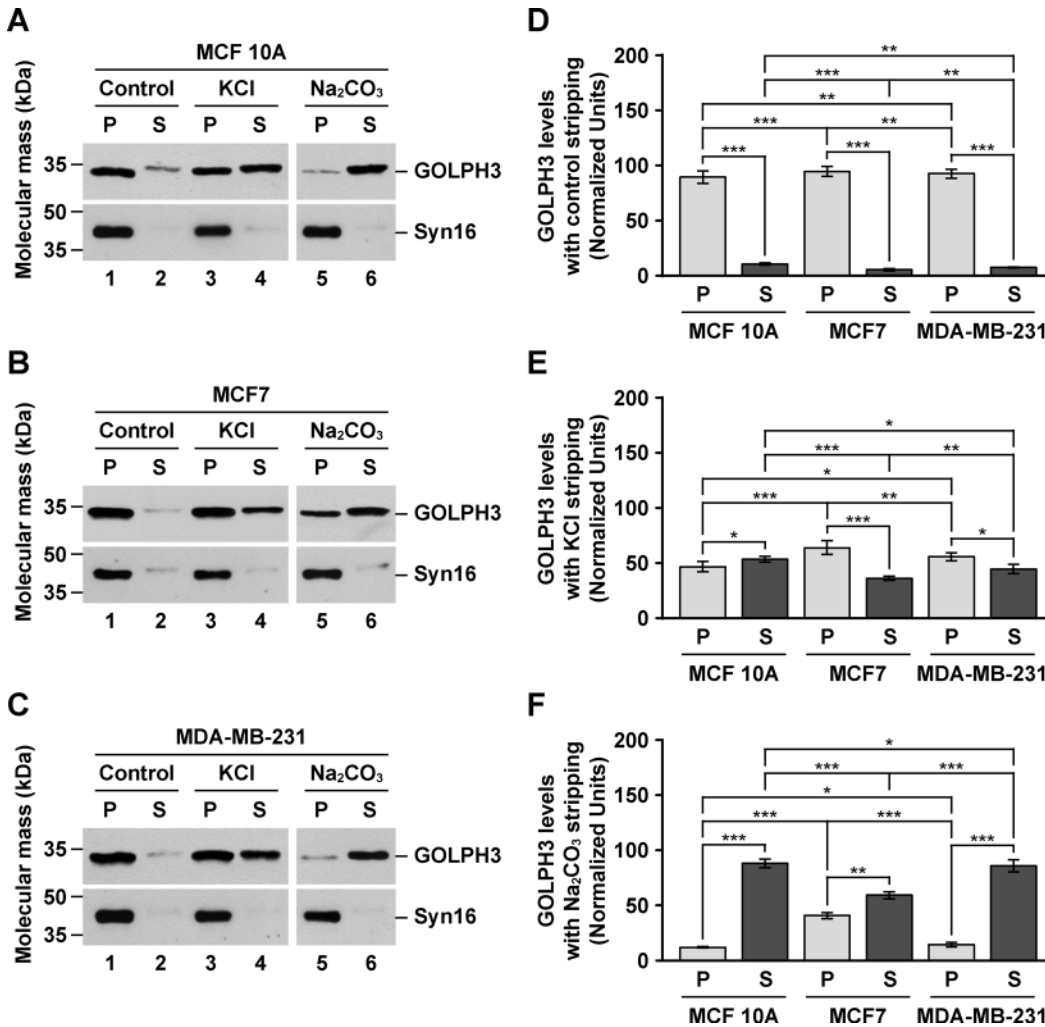 A
MCF 10A
Control KCl Na₂CO₃
P S P S P S
Molecular mass (kDa)
35
GOLPH3
50
35
Syn16
1 2 3 4 5 6
B
MCF7
Control KCl Na₂CO₃
P S P S P S
Molecular mass (kDa)
35
GOLPH3
50
35
Syn16
1 2 3 4 5 6
C
MDA-MB-231
Control KCl Na₂CO₃
P S P S P S
Molecular mass (kDa)
35
GOLPH3
50
35
Syn16
1 2 3 4 5 6
D
GOLPH3 levels
with control stripping
(Normalized Units)
200
150
100
50
0
**
*** **
**
*** **
*** *** ***
P S P S P S
MCF 10A MCF7 MDA-MB-231
E
GOLPH3 levels
with KCl stripping
(Normalized Units)
200
150
100
50
0
*
*** **
*
*** **
* *** *
P S P S P S
MCF 10A MCF7 MDA-MB-231
F
GOLPH3 levels
with Na₂CO₃ stripping
(Normalized Units)
200
150
100
50
0
*
*** ***
*
*** ***
*** ** ***
P S P S P S
MCF 10A MCF7 MDA-MB-231